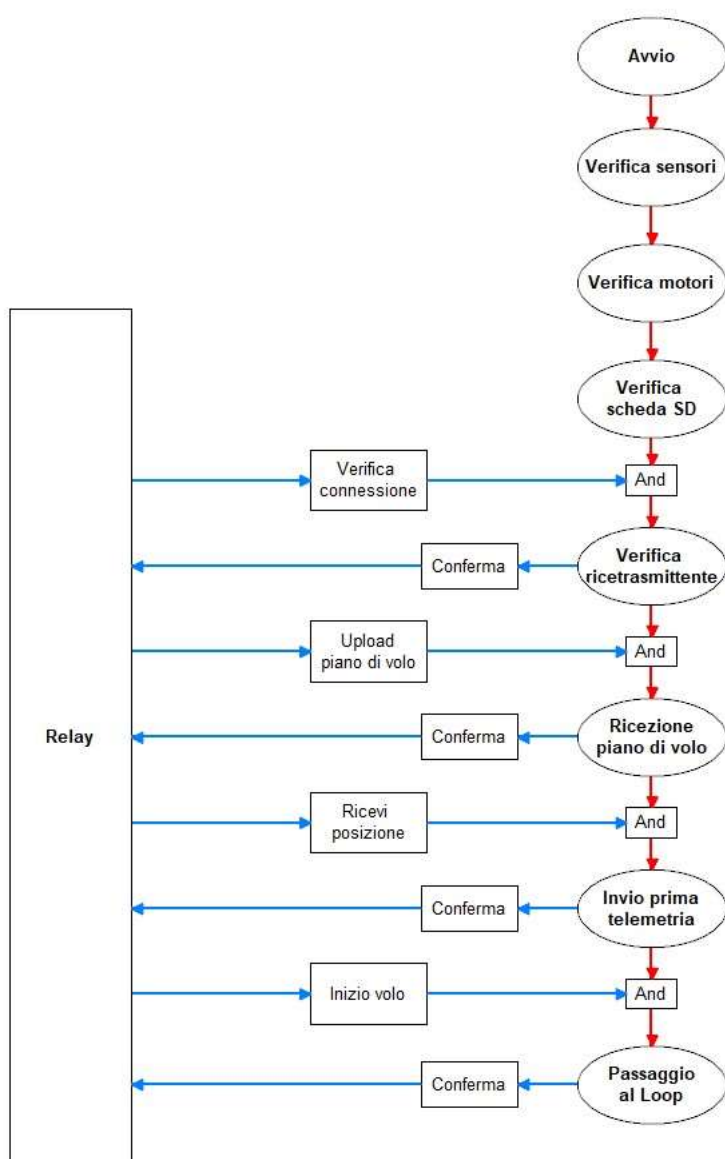 Avvio
Verifica sensori
Verifica motori
Verifica
scheda SD
Verifica
connessione
And
Conferma
Verifica
ricetrasmittente
Upload
piano di volo
And
Relay
Conferma
Ricezione
piano di volo
Ricevi
posizione
And
Conferma
Invio prima
telemetria
Inizio volo
And
Conferma
Passaggio
al Loop